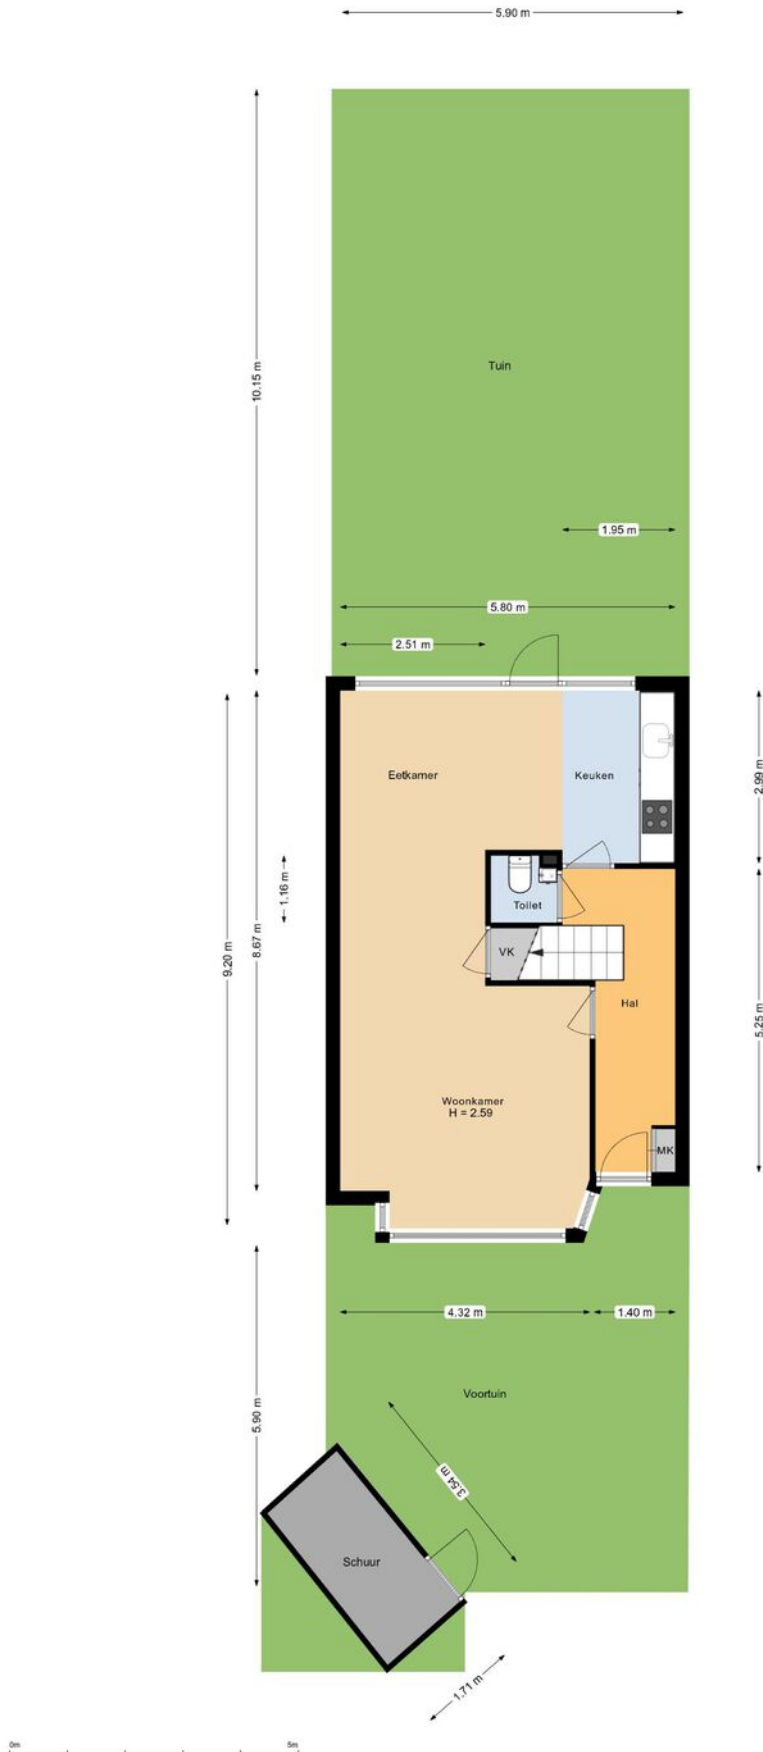 5.90 m
10.15 m
Tuin
1.95 m
5.80 m
2.51 m
Eetkamer
Keuken
2.99 m
1.16 m
Toilet
9.20 m
8.67 m
VK
Hal
5.25 m
Woonkamer
H = 2.59
MK
4.32 m
1.40 m
Voortuin
5.90 m
3.54 m
Schuur
1.71 m
0m
5m